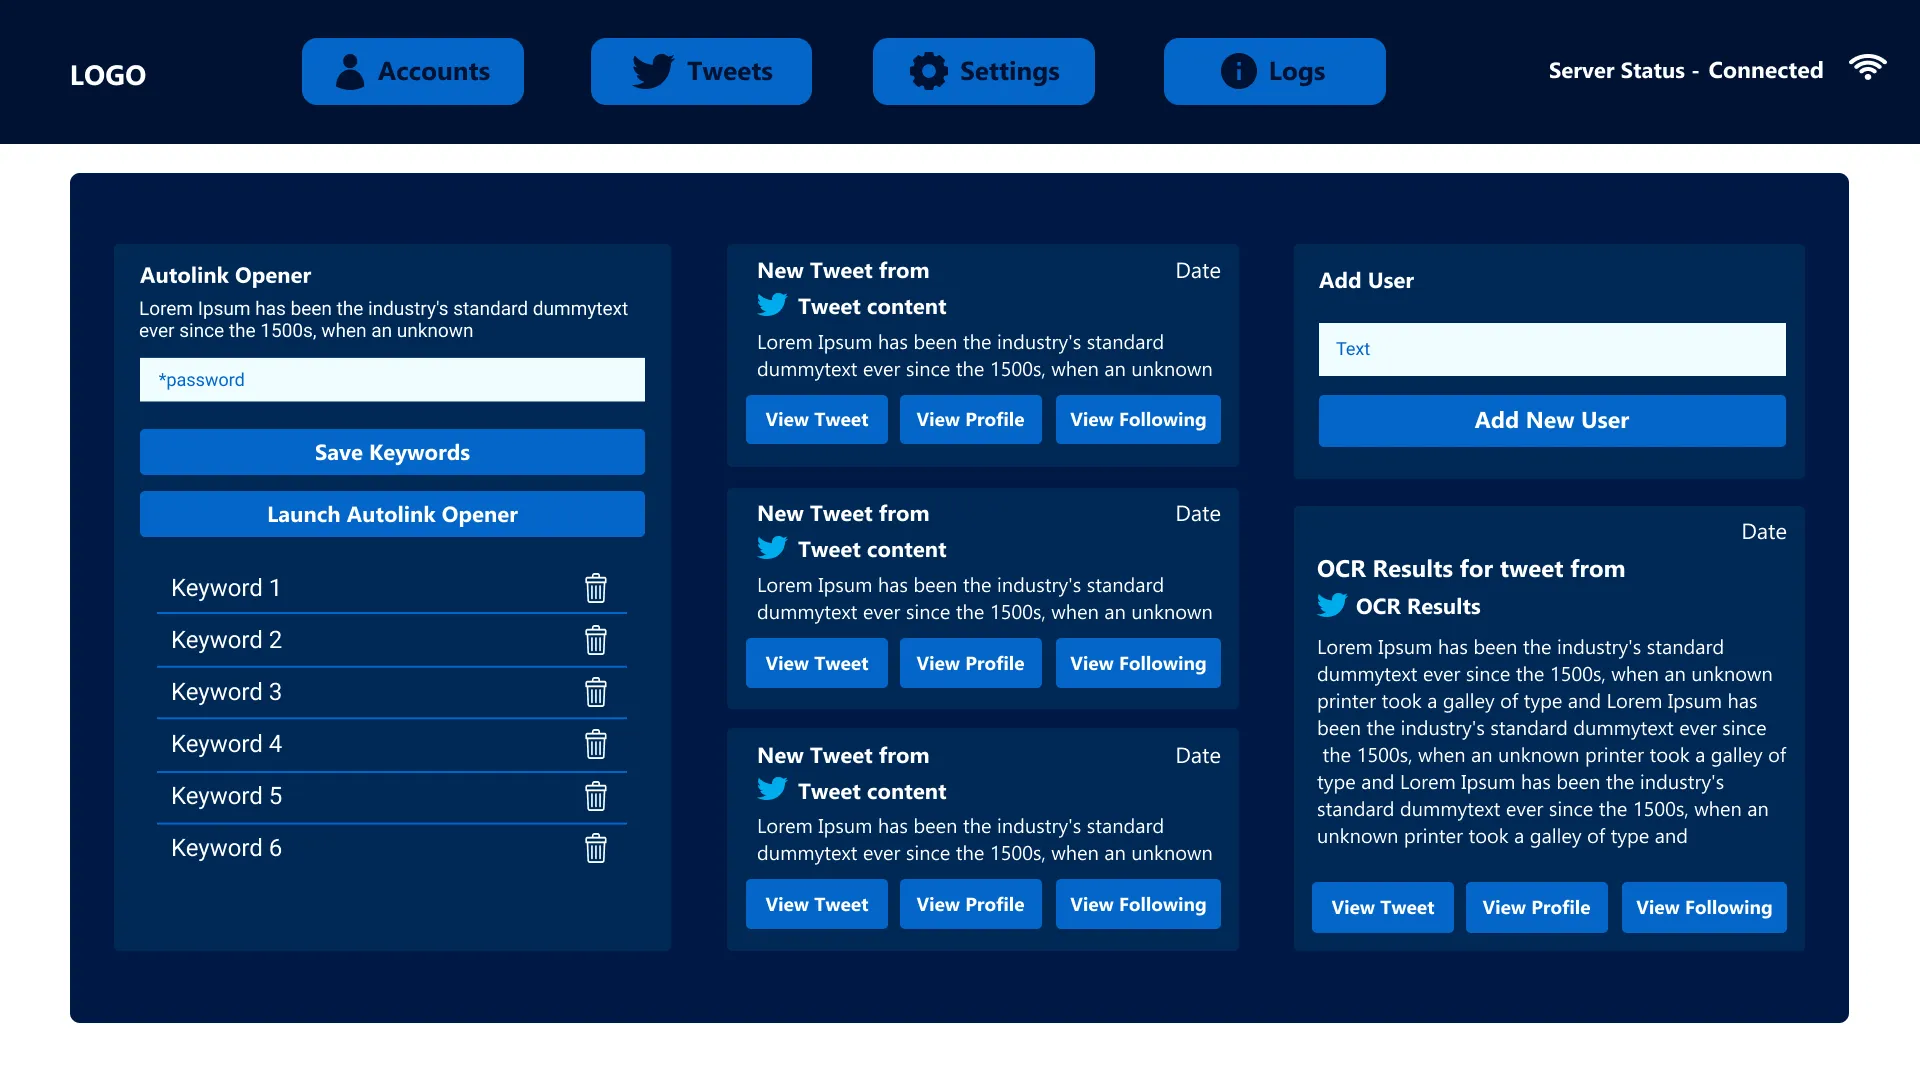 LOGO
Accounts
Tweets
Settings
Logs
Server Status - Connected
Autolink Opener
Lorem Ipsum has been the industry's standard dummytext
ever since the 1500s, when an unknown
*password
Save Keywords
Launch Autolink Opener
Keyword 1
Keyword 2
Keyword 3
Keyword 4
Keyword 5
Keyword 6
New Tweet from
Date
Tweet content
Lorem Ipsum has been the industry's standard
dummytext ever since the 1500s, when an unknown
View Tweet
View Profile
View Following
New Tweet from
Date
Tweet content
Lorem Ipsum has been the industry's standard
dummytext ever since the 1500s, when an unknown
View Tweet
View Profile
View Following
New Tweet from
Date
Tweet content
Lorem Ipsum has been the industry's standard
dummytext ever since the 1500s, when an unknown
View Tweet
View Profile
View Following
Add User
Text
Add New User
Date
OCR Results for tweet from
OCR Results
Lorem Ipsum has been the industry's standard
dummytext ever since the 1500s, when an unknown
printer took a galley of type and Lorem Ipsum has
been the industry's standard dummytext ever since
the 1500s, when an unknown printer took a galley of
type and Lorem Ipsum has been the industry's
standard dummytext ever since the 1500s, when an
unknown printer took a galley of type and
View Tweet
View Profile
View Following